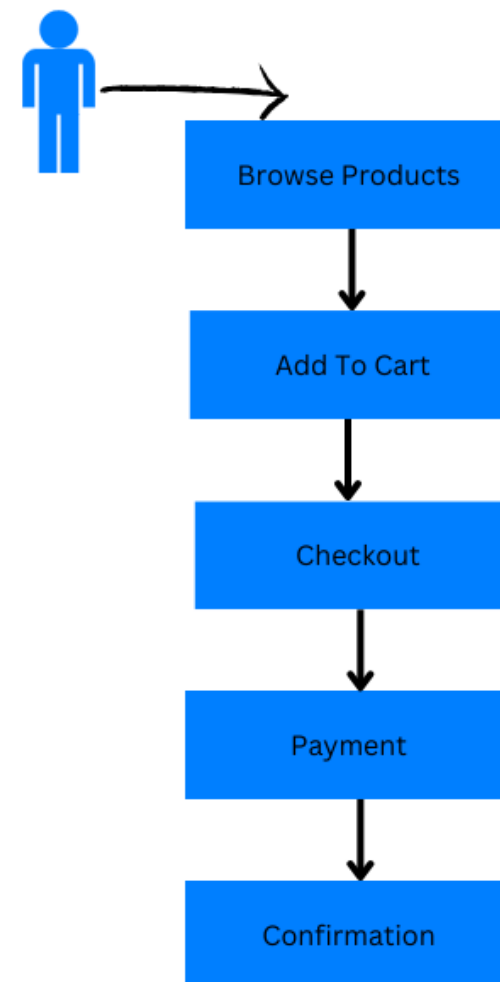 Browse Products
Add To Cart
Checkout
Payment
Confirmation